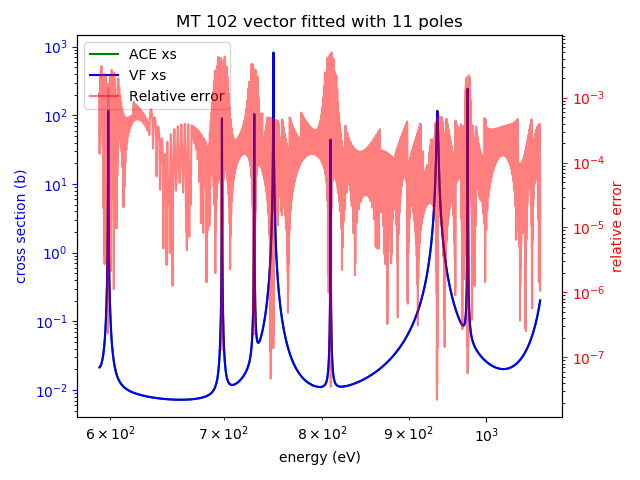 MT 102 vector fitted with 11 poles
ACE xs
VF xs
Relative error
cross section (b)
10³
10²
10¹
10⁰
10⁻¹
10⁻²
relative error
10⁻³
10⁻⁴
10⁻⁵
10⁻⁶
10⁻⁷
6 × 10²
7 × 10²
8 × 10²
9 × 10²
10³
energy (eV)